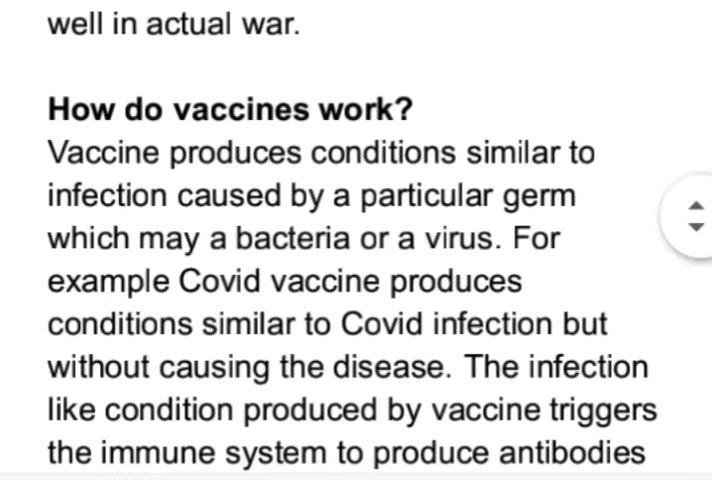 well in actual war.
How do vaccines work?
Vaccine produces conditions similar to
infection caused by a particular germ
which may a bacteria or a virus. For
example Covid vaccine produces
conditions similar to Covid infection but
without causing the disease. The infection
like condition produced by vaccine triggers
the immune system to produce antibodies